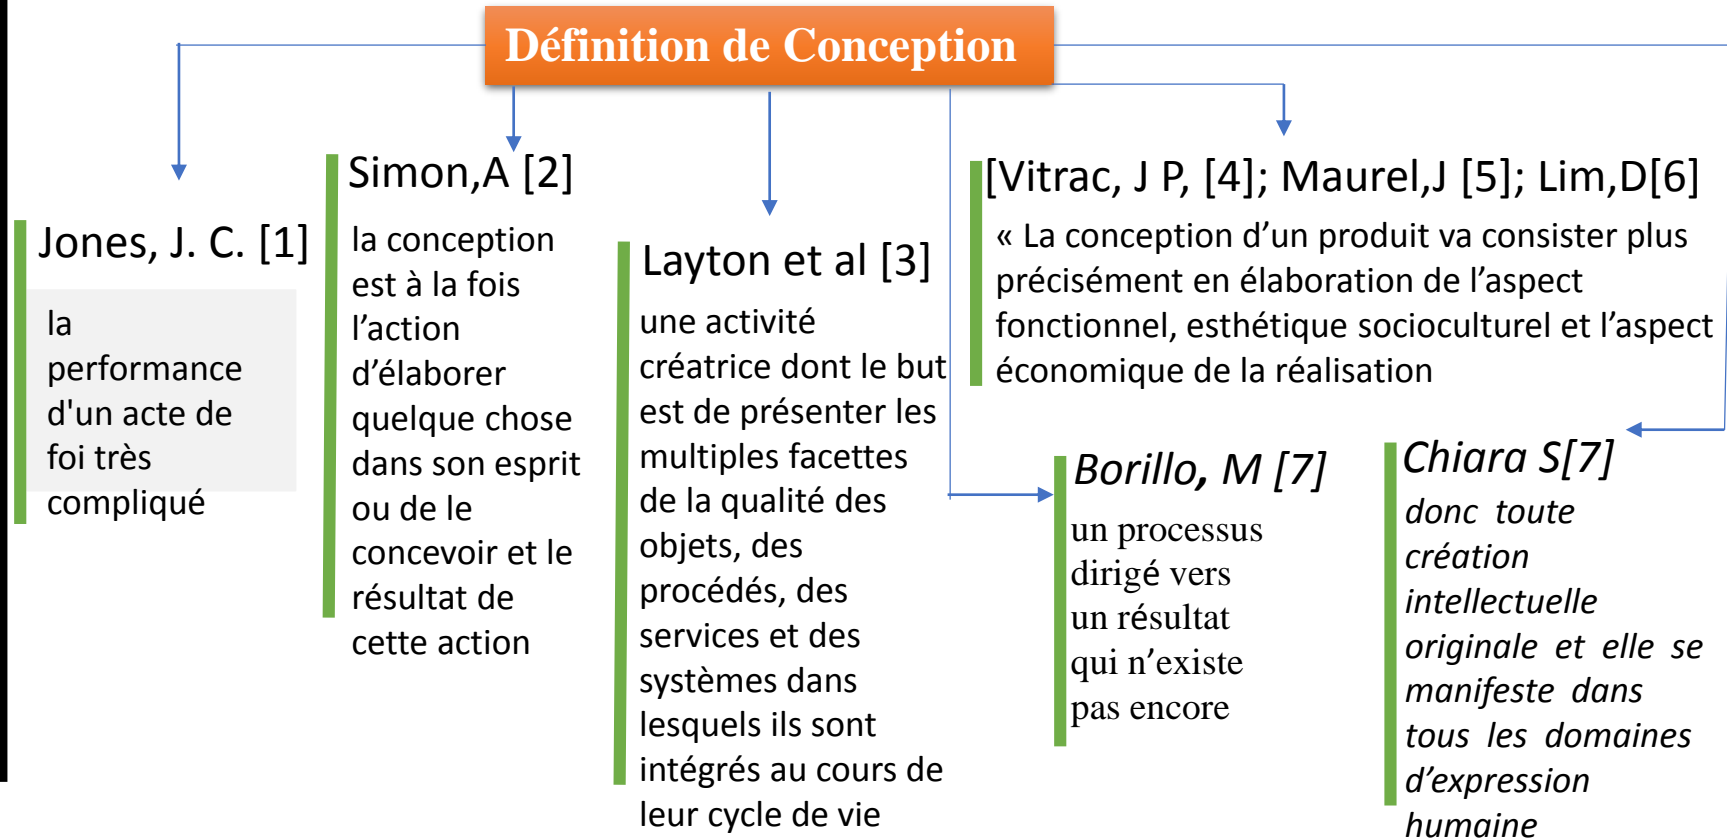 Définition de Conception
Jones, J. C. [1]
la
performance
d'un acte de
foi très
compliqué
Simon,A [2]
la conception
est à la fois
l’action
d’élaborer
quelque chose
dans son esprit
ou de le
concevoir et le
résultat de
cette action
Layton et al [3]
une activité
créatrice dont le but
est de présenter les
multiples facettes
de la qualité des
objets, des
procédés, des
services et des
systèmes dans
lesquels ils sont
intégrés au cours de
leur cycle de vie
[Vitrac, J P, [4]; Maurel,J [5]; Lim,D[6]
« La conception d’un produit va consister plus
précisément en élaboration de l’aspect
fonctionnel, esthétique socioculturel et l’aspect
économique de la réalisation
Borillo, M [7]
un processus
dirigé vers
un résultat
qui n’existe
pas encore
Chiara S[7]
donc toute
création
intellectuelle
originale et elle se
manifeste dans
tous les domaines
d’expression
humaine